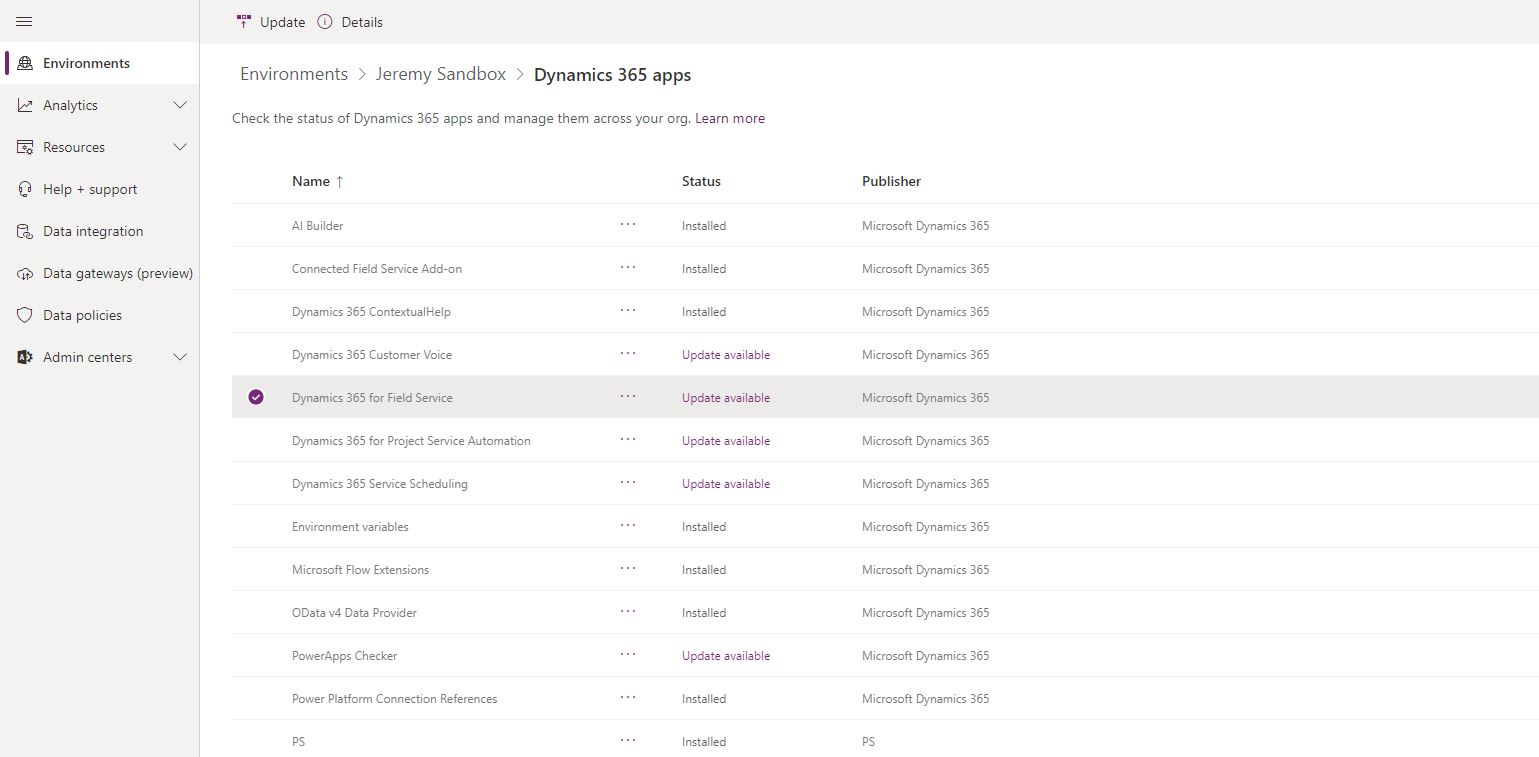 Update Details
Environments
Analytics
Resources
Help + support
Data integration
Data gateways (preview)
Data policies
Admin centers
Environments > Jeremy Sandbox > Dynamics 365 apps
Check the status of Dynamics 365 apps and manage them across your org. Learn more
Name ↑ Status Publisher
AI Builder ... Installed Microsoft Dynamics 365
Connected Field Service Add-on ... Installed Microsoft Dynamics 365
Dynamics 365 ContextualHelp ... Installed Microsoft Dynamics 365
Dynamics 365 Customer Voice ... Update available Microsoft Dynamics 365
Dynamics 365 for Field Service ... Update available Microsoft Dynamics 365
Dynamics 365 for Project Service Automation ... Update available Microsoft Dynamics 365
Dynamics 365 Service Scheduling ... Update available Microsoft Dynamics 365
Environment variables ... Installed Microsoft Dynamics 365
Microsoft Flow Extensions ... Installed Microsoft Dynamics 365
OData v4 Data Provider ... Installed Microsoft Dynamics 365
PowerApps Checker ... Update available Microsoft Dynamics 365
Power Platform Connection References ... Installed Microsoft Dynamics 365
PS ... Installed PS